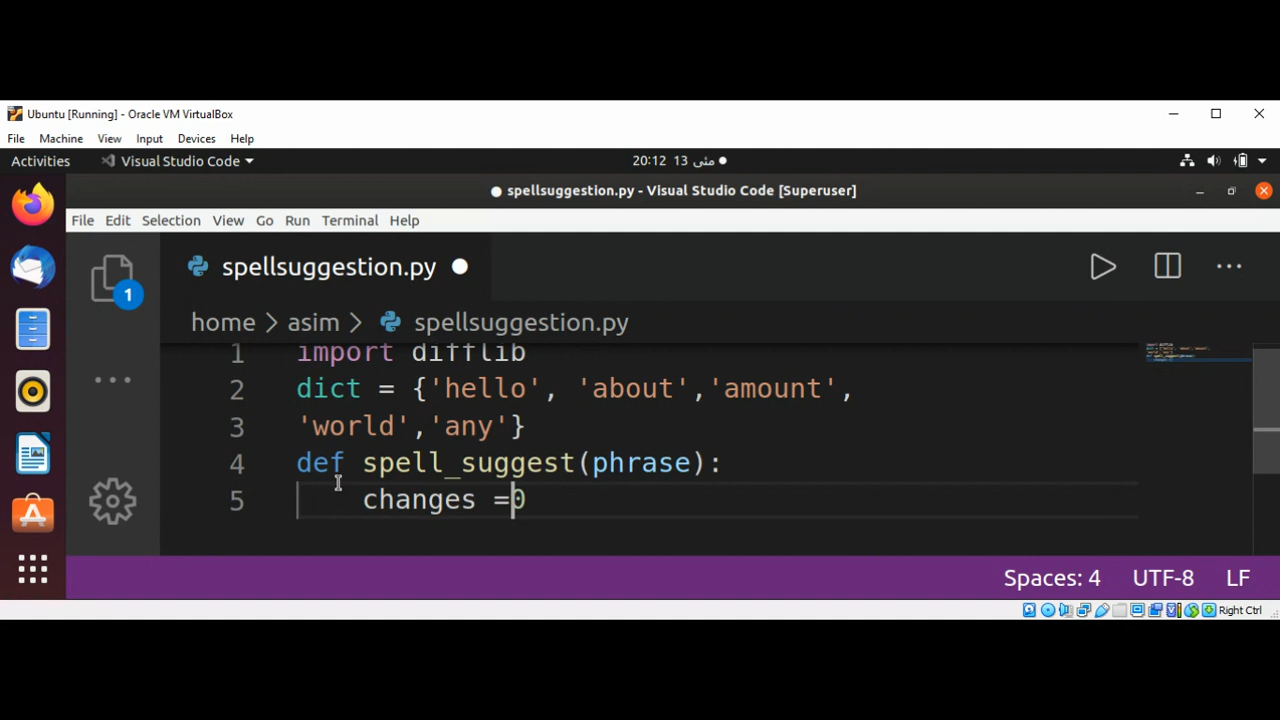 Ubuntu [Running] - Oracle VM VirtualBox
File Machine View Input Devices Help
Activities Visual Studio Code 20:12 13 مئی
spellsuggestion.py - Visual Studio Code [Superuser]
File Edit Selection View Go Run Terminal Help
spellsuggestion.py
1
home > asim > spellsuggestion.py
1 import difflib
2 dict = {'hello', 'about','amount',
3 'world','any'}
4 def spell_suggest(phrase):
5 changes =0
Spaces: 4 UTF-8 LF
Right Ctrl